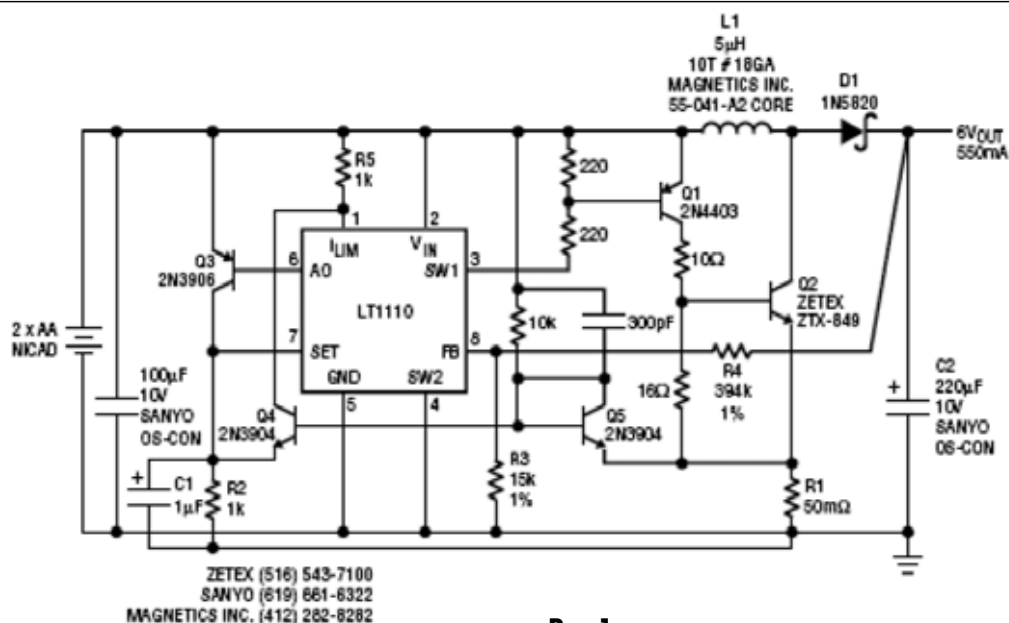 L1
5μH
10T #18GA
MAGNETICS INC.
55-041-A2 CORE
D1
1N5820
6VOUT
550mA
R5
1k
220
Q1
2N4403
1
2
ILIM
VIN
220
Q3
2N3906
6
AO
SW1
3
10Ω
Q2
ZETEX
ZTX-849
LT1110
10k
300pF
2 x AA
NICAD
7
SET
FB
8
GND
SW2
R4
394k
1%
100μF
10V
SANYO
OS-CON
5
4
16Ω
C2
220μF
10V
SANYO
OS-CON
+
Q4
2N3904
Q5
2N3904
+
C1
1μF
R2
1k
R3
15k
1%
R1
50mΩ
ZETEX (516) 543-7100
SANYO (619) 661-6322
MAGNETICS INC. (412) 282-8282